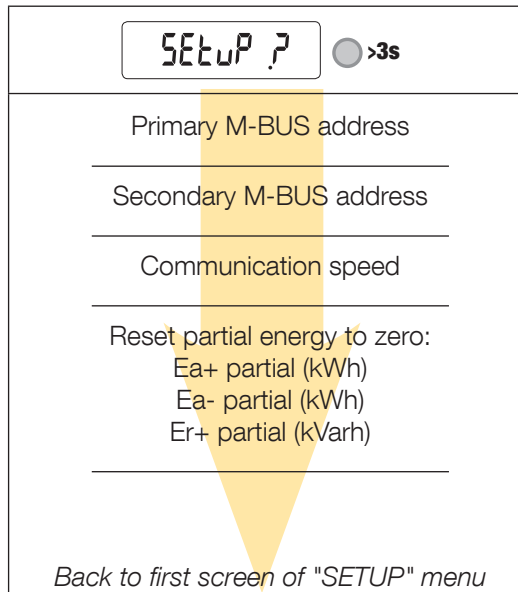 SEtuP ?
>3s
Primary M-BUS address
Secondary M-BUS address
Communication speed
Reset partial energy to zero:
Ea+ partial (kWh)
Ea- partial (kWh)
Er+ partial (kVarh)
Back to first screen of "SETUP" menu